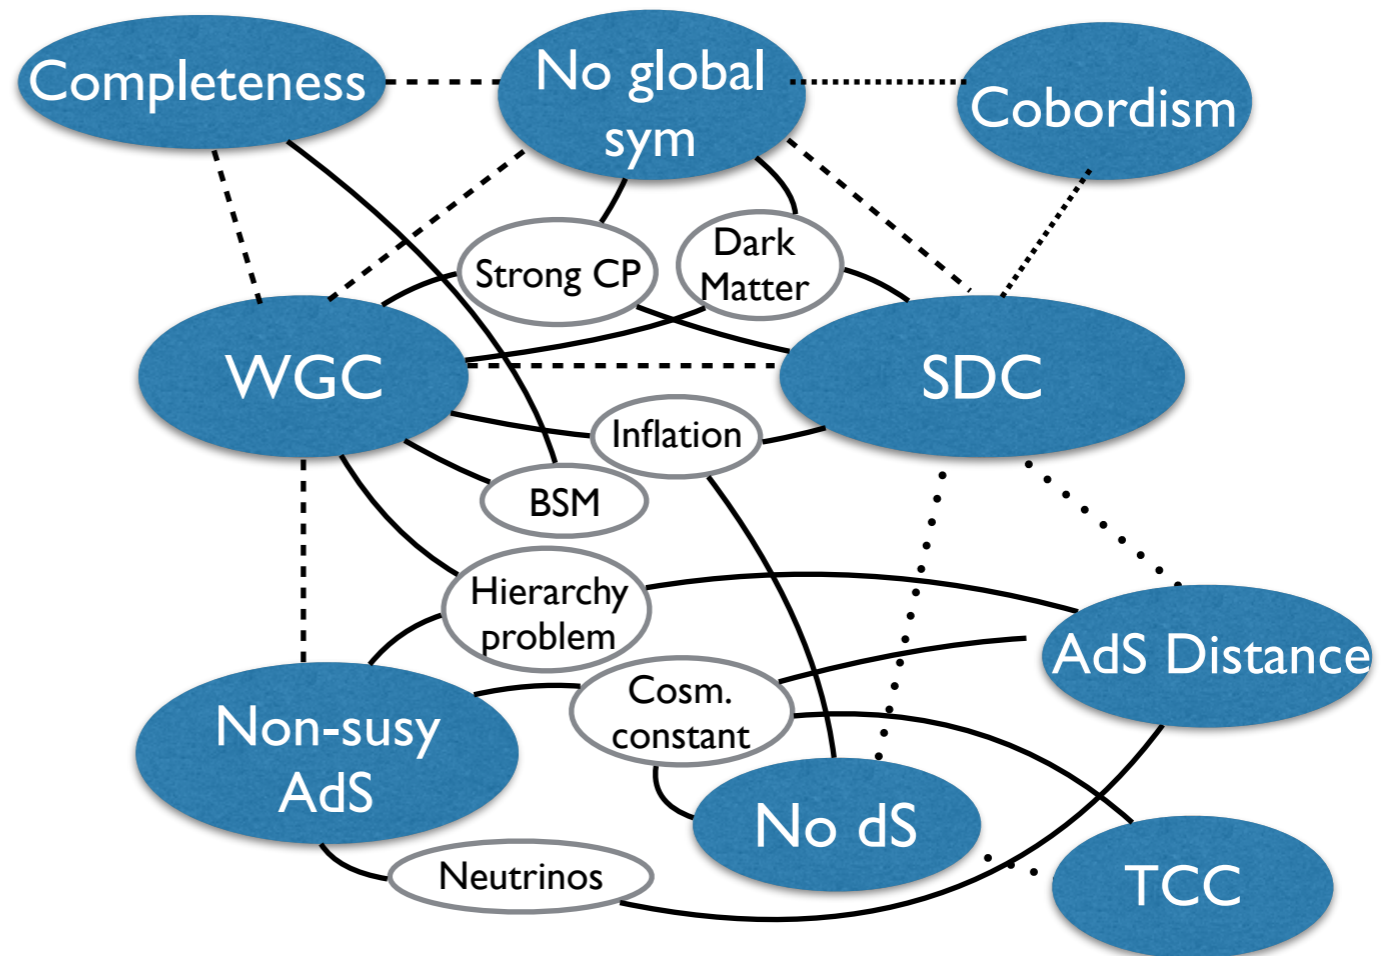 Completeness
No global
sym
Cobordism
Strong CP
Dark
Matter
WGC
SDC
Inflation
BSM
Hierarchy
problem
AdS Distance
Cosm.
constant
Non-susy
AdS
No dS
Neutrinos
TCC